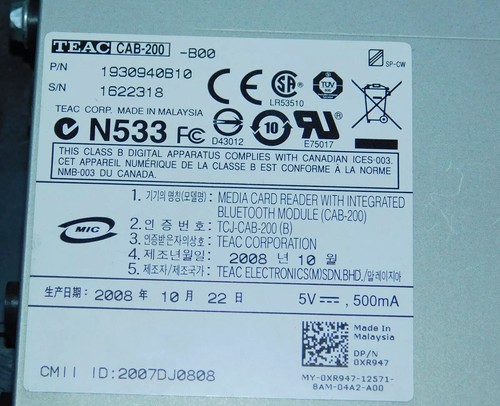 TEAC CAB-200 -B00
P/N 1930940B10
S/N 1622318
SP-CW
LR53510
TEAC CORP. MADE IN MALAYSIA
N533 FC D43012 10 E75017
THIS CLASS B DIGITAL APPARATUS COMPLIES WITH CANADIAN ICES-003.
CET APPAREIL NUMÉRIQUE DE LA CLASSE B EST CONFORME À LA NORME
NMB-003 DU CANADA.
MIC
1. 기기의 명칭(모델명): MEDIA CARD READER WITH INTEGRATED
BLUETOOTH MODULE (CAB-200)
2. 인 증 번 호 : TCJ-CAB-200 (B)
3. 인증받은자의상호 : TEAC CORPORATION
4. 제조년월일 : 2008 년 10 월
5. 제조자/제조국가: TEAC ELECTRONICS(M)SDN.BHD./말레이지아
生产日期: 2008 年 10 月 22 日 5V ⎓, 500mA
Made In
Malaysia
DP/N
0XR947
CMII ID:2007DJ0808
MY-0XR947-12571-
8AM-04A2-A00